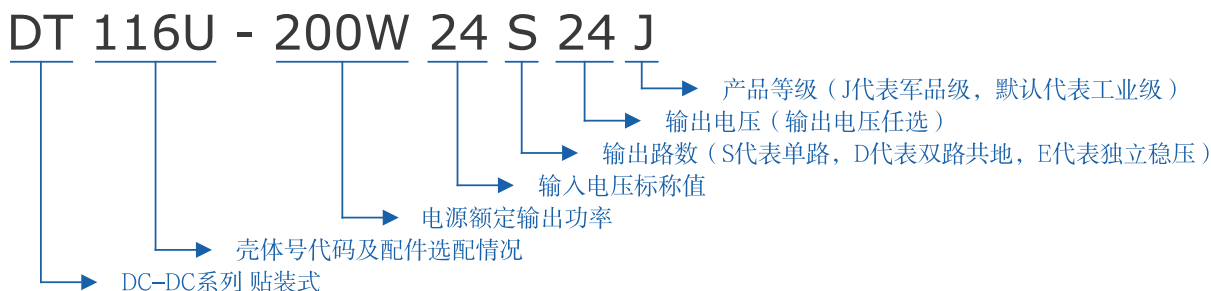 DT 116U - 200W 24 S 24 J
产品等级（J代表军品级，默认代表工业级）
输出电压（输出电压任选）
输出路数（S代表单路，D代表双路共地，E代表独立稳压）
输入电压标称值
电源额定输出功率
壳体号代码及配件选配情况
DC-DC系列 贴装式